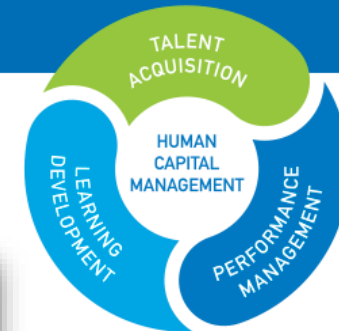 TALENT
ACQUISITION
HUMAN
CAPITAL
MANAGEMENT
LEARNING
DEVELOPMENT
PERFORMANCE
MANAGEMENT